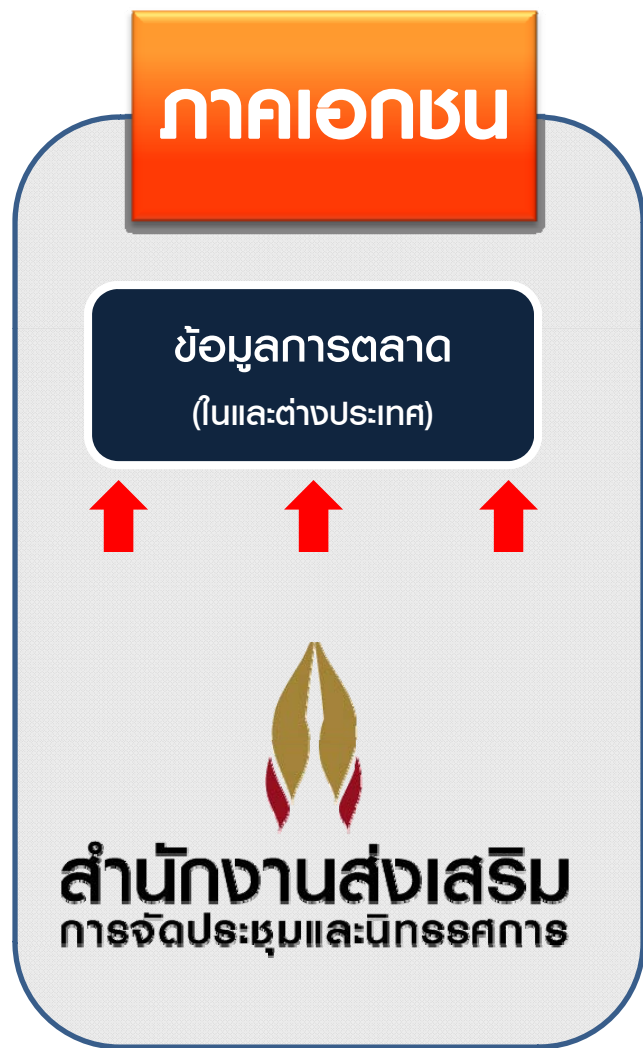 ภาคเอกชน
ข้อมูลการตลาด
(ในและต่างประเทศ)
สำนักงานส่งเสริม
การจัดประชุมและนิทรรศการ